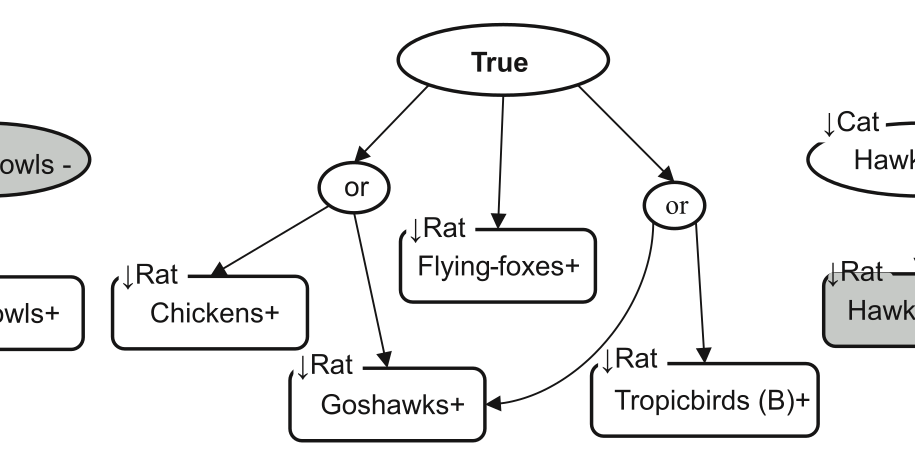 True
↓Cat
owls -
Hawk
or
or
↓Rat
Flying-foxes+
↓Rat
Chickens+
↓Rat
Hawk
owls+
↓Rat
Goshawks+
↓Rat
Tropicbirds (B)+